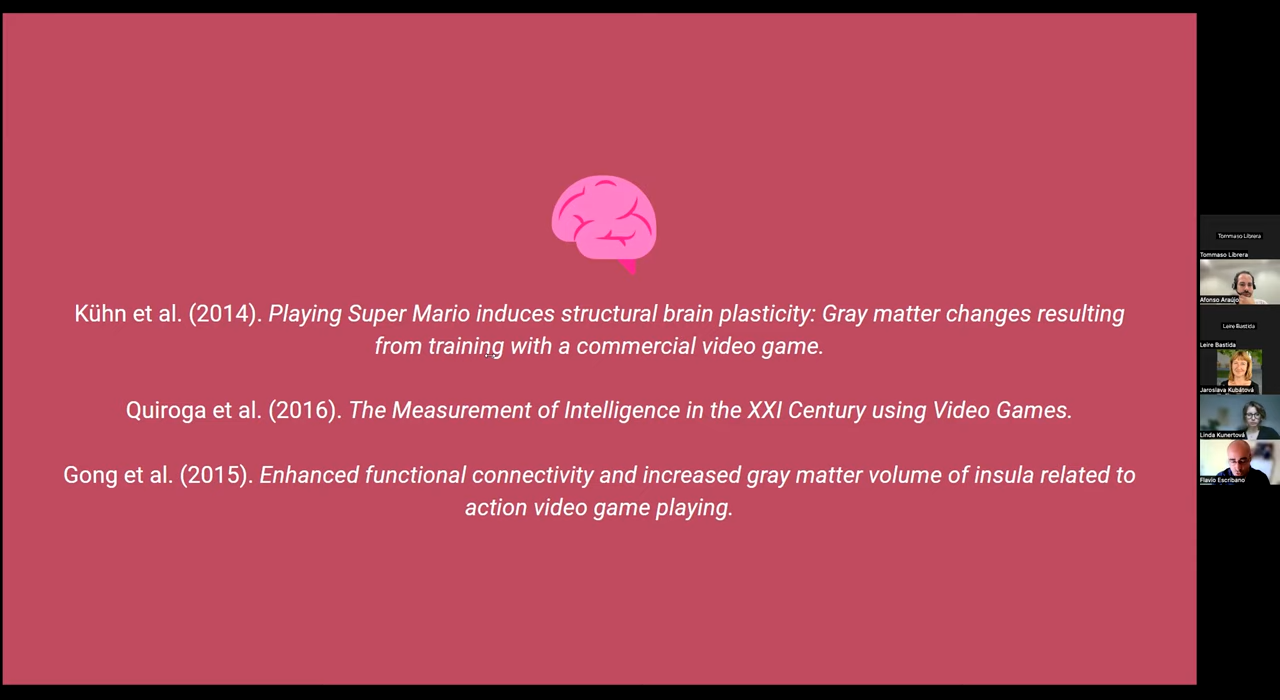 Kühn et al. (2014). Playing Super Mario induces structural brain plasticity: Gray matter changes resulting
from training with a commercial video game.
Quiroga et al. (2016). The Measurement of Intelligence in the XXI Century using Video Games.
Gong et al. (2015). Enhanced functional connectivity and increased gray matter volume of insula related to
action video game playing.
Tommaso Librera
Tommaso Librera
Afonso Araújo
Leire Bastida
Leire Bastida
Jaroslava Kubátová
Linda Kunertová
Flavio Escribano